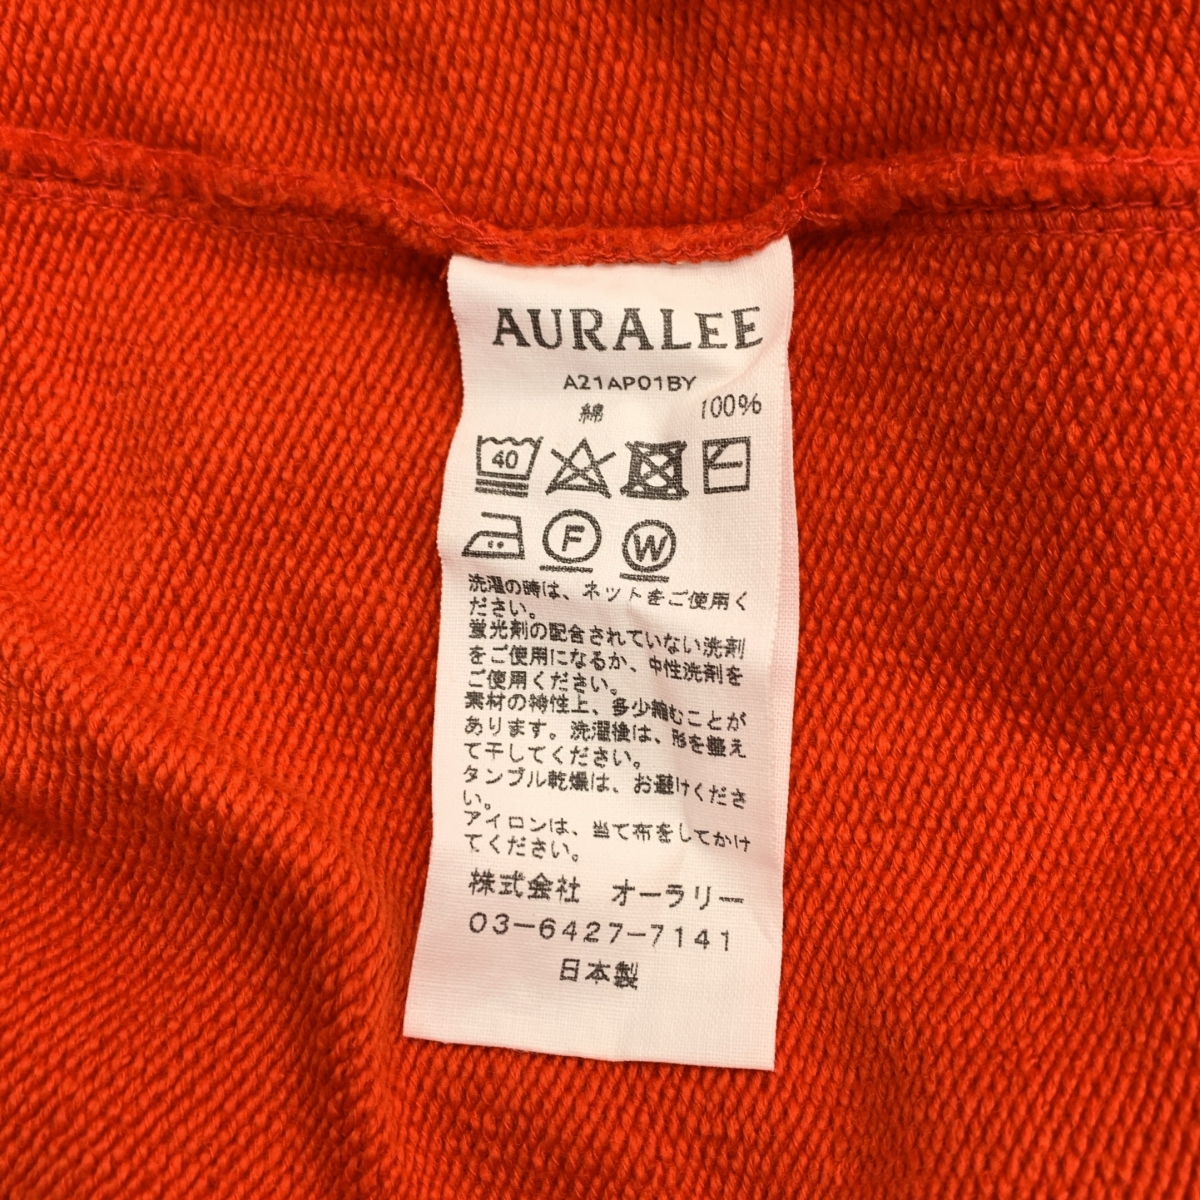 AURALEE
A21AP01BY
綿 100%
40
F W
洗濯の時は、ネットをご使用く
ださい。
蛍光剤の配合されていない洗剤
をご使用になるか、中性洗剤を
ご使用ください。
素材の特性上、多少縮むことが
あります。洗濯後は、形を整え
て干してください。
タンブル乾燥は、お避けくださ
い。
アイロンは、当て布をしてかけ
てください。
株式会社 オーラリー
03-6427-7141
日本製